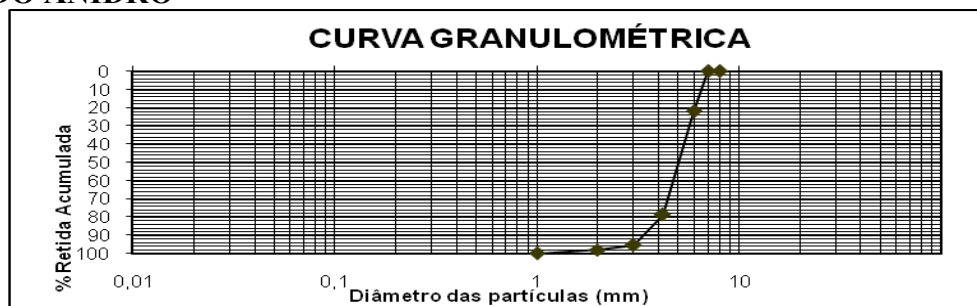 CURVA GRANULOMÉTRICA
%Retida Acumulada
0
10
20
30
40
50
60
70
80
90
100
0,01 0,1 1 10
Diâmetro das partículas (mm)